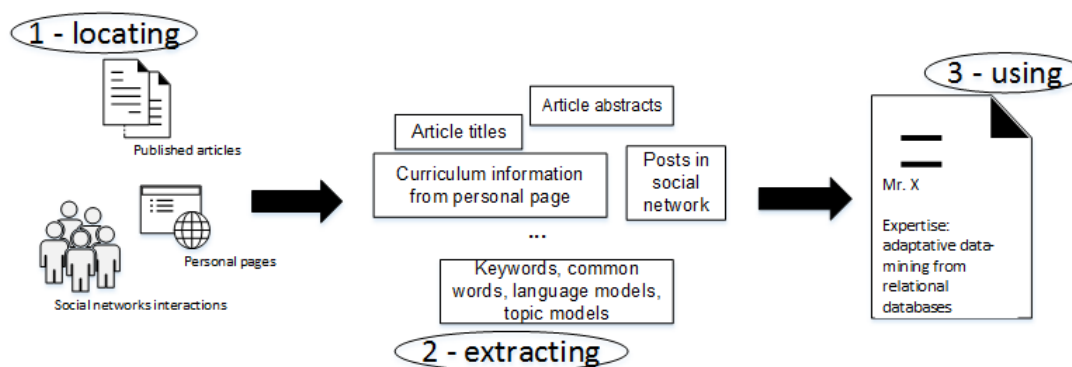 1 - locating
Published articles
Personal pages
Social networks interactions
Article abstracts
Article titles
Curriculum information
from personal page
Posts in
social
network
...
Keywords, common
words, language models,
topic models
2 - extracting
3 - using
Mr. X
Expertise:
adaptative data-
mining from
relational
databases